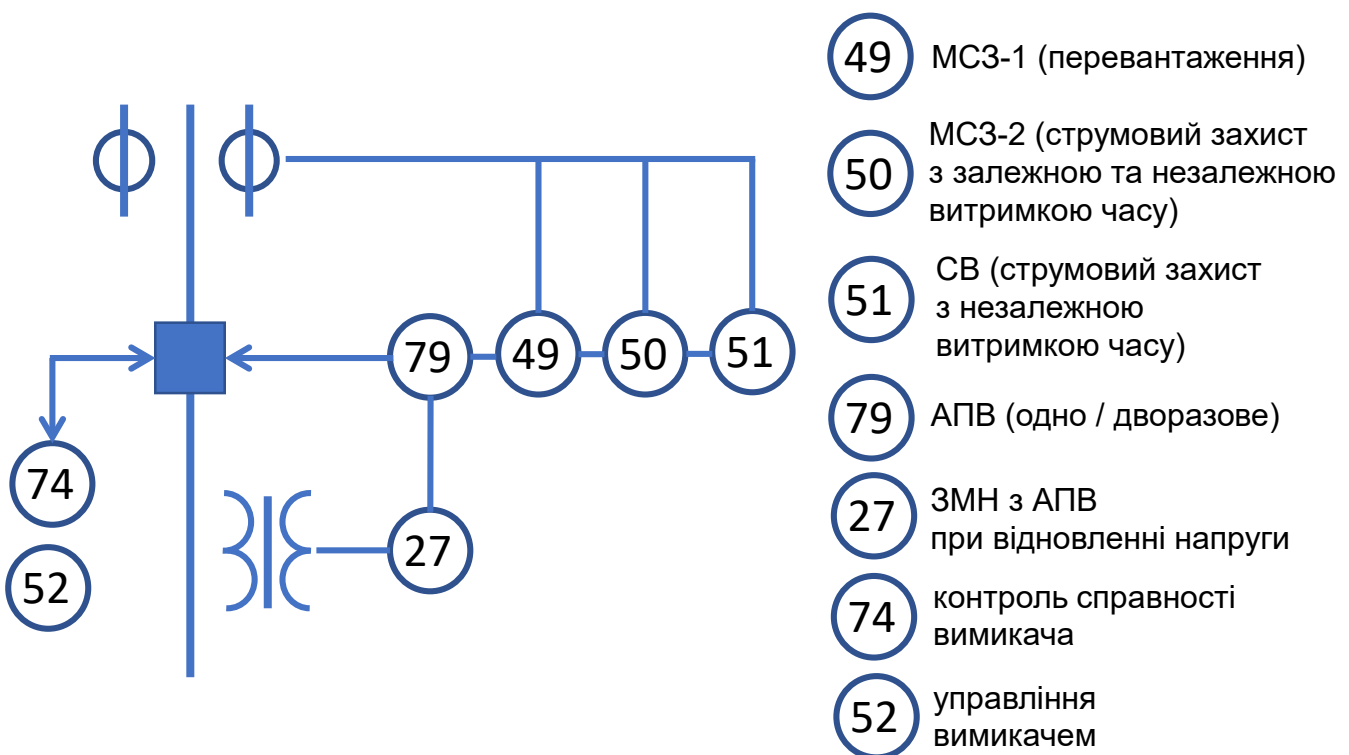 49
МСЗ-1 (перевантаження)
50
МСЗ-2 (струмовий захист
з залежною та незалежною
витримкою часу)
51
СВ (струмовий захист
з незалежною
витримкою часу)
79
АПВ (одно / дворазове)
27
ЗМН з АПВ
при відновленні напруги
74
контроль справності
вимикача
52
управління
вимикачем
79
49
50
51
74
27
52